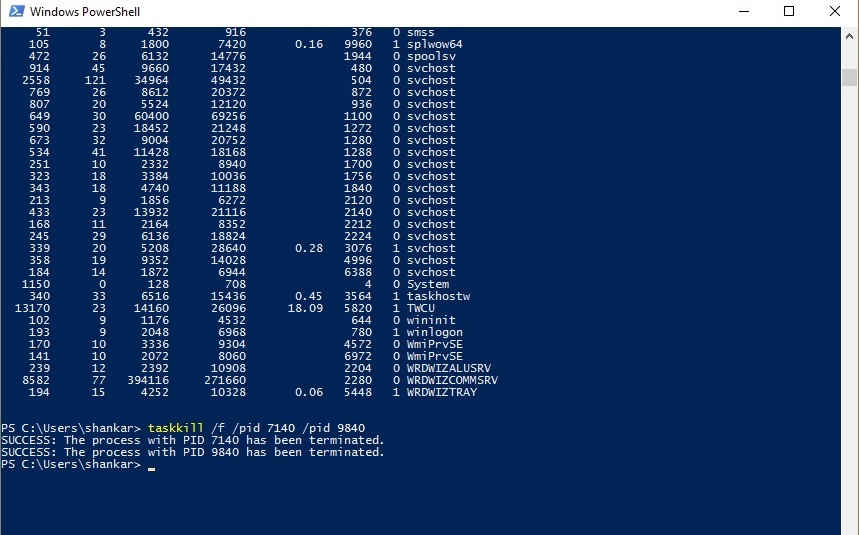 Windows PowerShell
51 3 432 916 376 0 smss
105 8 1800 7420 0.16 9960 1 splwow64
472 26 6132 14776 1944 0 spoolsv
914 45 9660 17432 480 0 svchost
2558 121 34964 49432 504 0 svchost
769 26 8612 20372 872 0 svchost
807 20 5524 12120 936 0 svchost
649 30 60400 69256 1100 0 svchost
590 23 18452 21248 1272 0 svchost
673 32 9004 20752 1280 0 svchost
534 41 11428 18168 1288 0 svchost
251 10 2332 8940 1700 0 svchost
323 18 3384 10036 1756 0 svchost
343 18 4740 11188 1840 0 svchost
213 9 1856 6272 2120 0 svchost
433 23 13932 21116 2140 0 svchost
168 11 2164 8352 2212 0 svchost
245 29 6136 18824 2224 0 svchost
339 20 5208 28640 0.28 3076 1 svchost
358 19 9352 14028 4996 0 svchost
184 14 1872 6944 6388 0 svchost
1150 0 128 708 4 0 System
340 33 6516 15436 0.45 3564 1 taskhostw
13170 23 14160 26096 18.09 5820 1 TWCU
102 9 1176 4532 644 0 wininit
193 9 2048 6968 780 1 winlogon
170 10 3336 9304 4572 0 WmiPrvSE
141 10 2072 8060 6972 0 WmiPrvSE
239 12 2392 10908 2204 0 WRDWIZALUSRV
8582 77 394116 271660 2280 0 WRDWIZCOMMSRV
194 15 4252 10328 0.06 5448 1 WRDWIZTRAY
PS C:\Users\shankar> taskkill /f /pid 7140 /pid 9840
SUCCESS: The process with PID 7140 has been terminated.
SUCCESS: The process with PID 9840 has been terminated.
PS C:\Users\shankar>